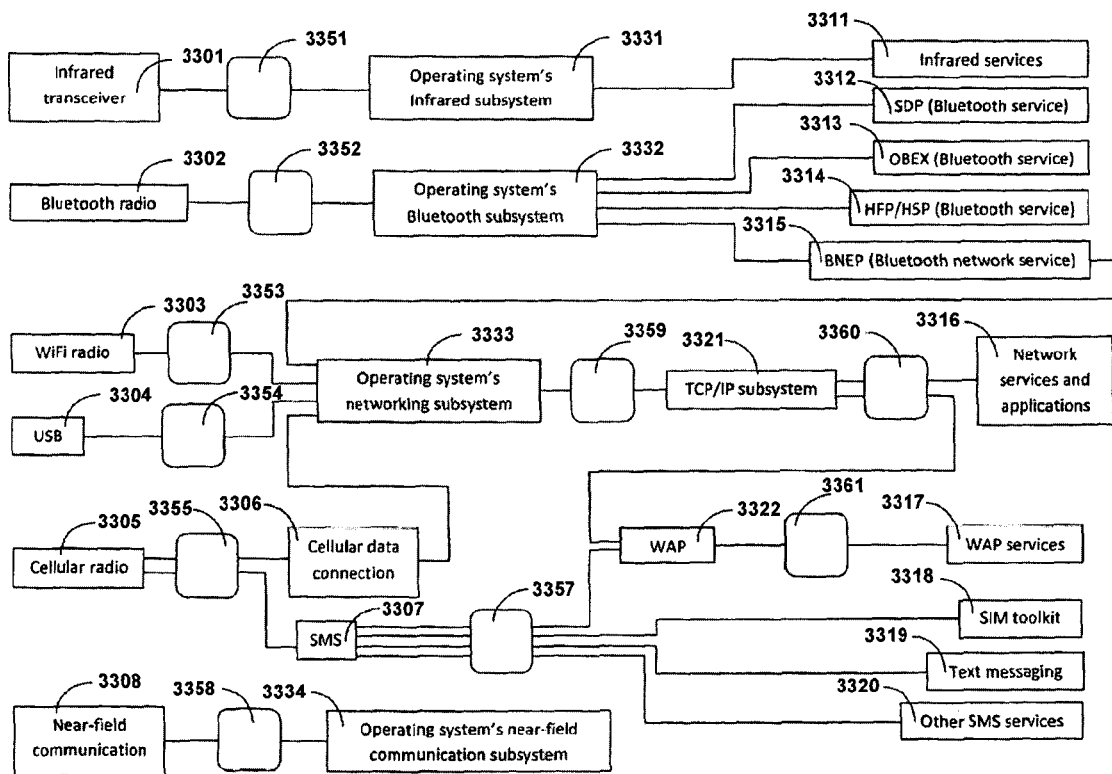 3351
3331
3311
3301
Infrared
transceiver
Operating system's
Infrared subsystem
Infrared services
3312
SDP (Bluetooth service)
3313
3302
3352
3332
OBEX (Bluetooth service)
3314
Bluetooth radio
Operating system's
Bluetooth subsystem
HFP/HSP (Bluetooth service)
3315
BNEP (Bluetooth network service)
3353
3303
3333
3359
3321
3360
3316
WiFi radio
Operating system's
networking subsystem
TCP/IP subsystem
Network
services and
applications
3304
3354
USB
3305
3355
3306
3322
3361
3317
Cellular radio
Cellular data
connection
WAP
WAP services
3307
3357
3318
SMS
SIM toolkit
3319
Text messaging
3308
3358
3334
3320
Near-field
communication
Operating system's near-field
communication subsystem
Other SMS services